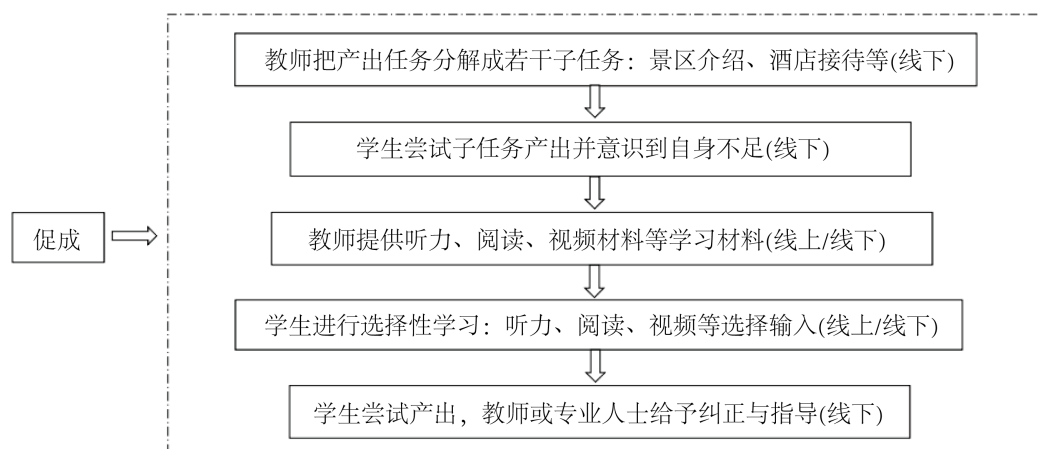 教师把产出任务分解成若干子任务：景区介绍、酒店接待等(线下)
学生尝试子任务产出并意识到自身不足(线下)
促成
教师提供听力、阅读、视频材料等学习材料(线上/线下)
学生进行选择性学习：听力、阅读、视频等选择输入(线上/线下)
学生尝试产出，教师或专业人士给予纠正与指导(线下)